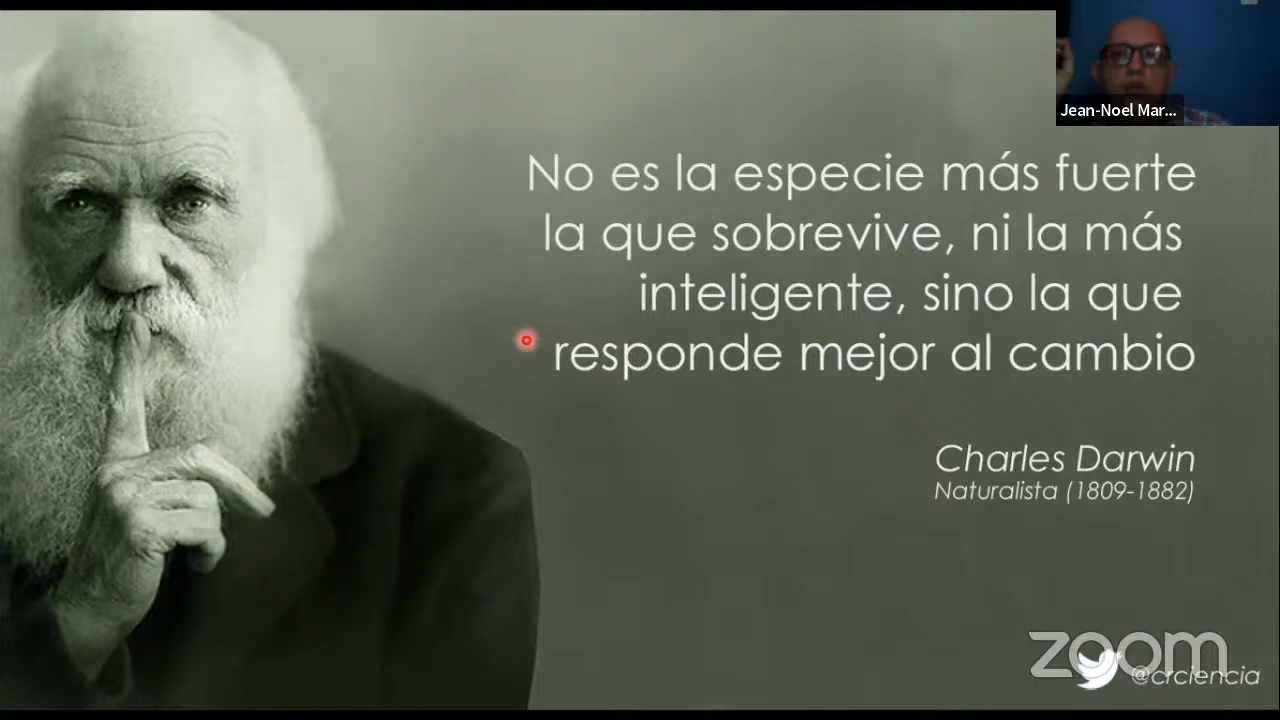 Jean-Noel Mar...
No es la especie más fuerte
la que sobrevive, ni la más
inteligente, sino la que
responde mejor al cambio
Charles Darwin
Naturalista (1809-1882)
zoom
@crciencia